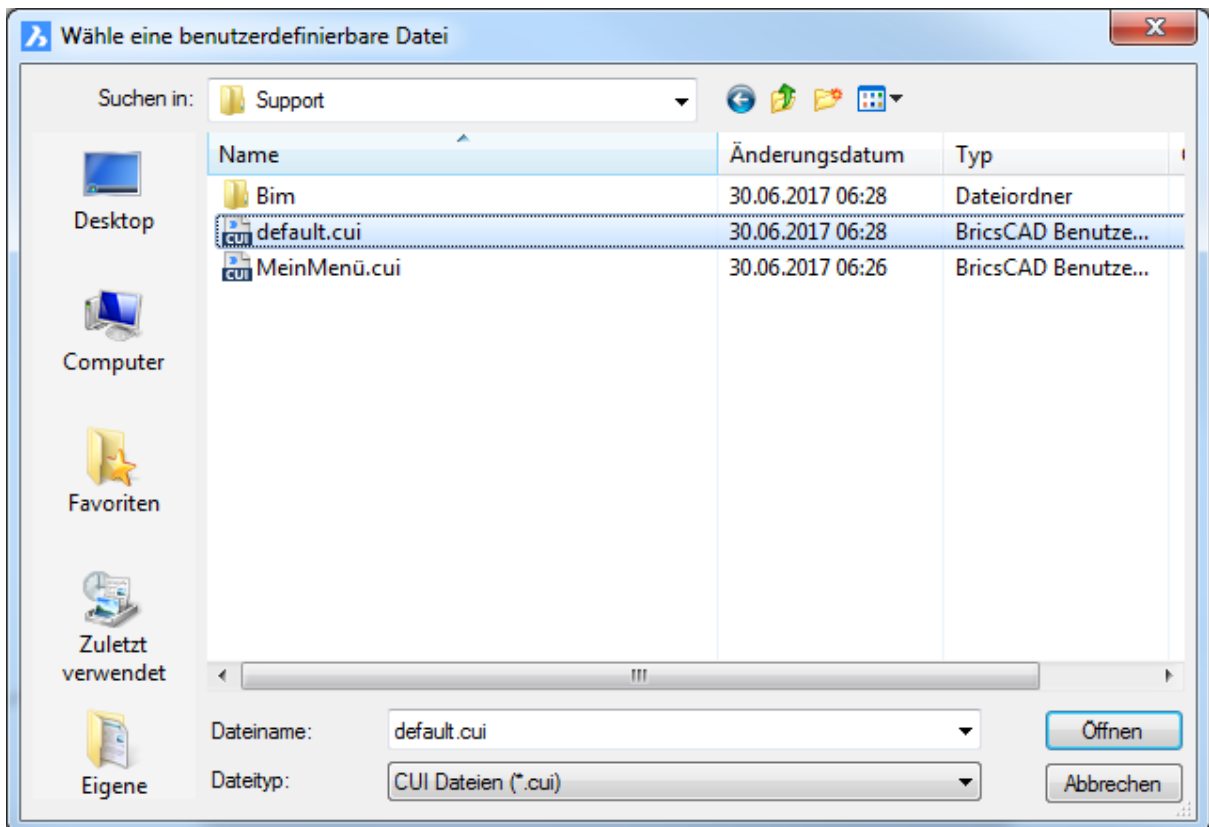 Wähle eine benutzerdefinierbare Datei
Suchen in: Support
Name Änderungsdatum Typ
Bim 30.06.2017 06:28 Dateiordner
default.cui 30.06.2017 06:28 BricsCAD Benutze...
MeinMenü.cui 30.06.2017 06:26 BricsCAD Benutze...
Desktop
Computer
Favoriten
Zuletzt
verwendet
Eigene
Dateiname: default.cui Öffnen
Dateityp: CUI Dateien (*.cui) Abbrechen